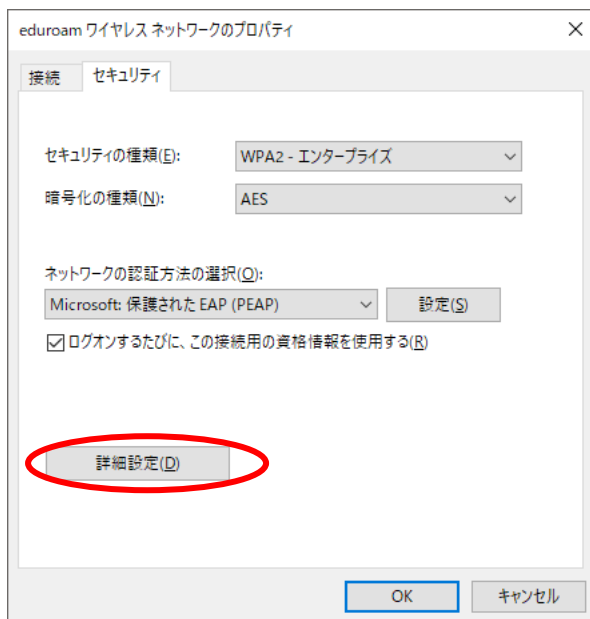 eduroam ワイヤレス ネットワークのプロパティ
接続 セキュリティ
セキュリティの種類(E): WPA2 - エンタープライズ
暗号化の種類(N): AES
ネットワークの認証方法の選択(O):
Microsoft: 保護された EAP (PEAP) 設定(S)
ログオンするたびに、この接続用の資格情報を使用する(R)
詳細設定(D)
OK キャンセル